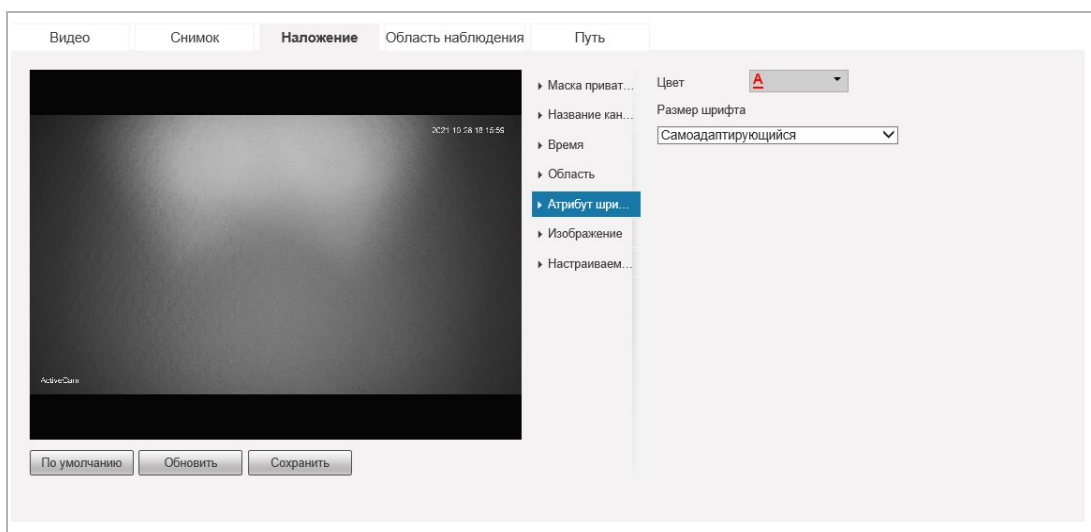 Видео Снимок Наложение Область наблюдения Путь
2021 10 28 18 15:56
ActiveCam
Маска приват...
Название кан...
Время
Область
Атрибут шри...
Изображение
Настраиваем...
Цвет A
Размер шрифта
Самоадаптирующийся
По умолчанию Обновить Сохранить